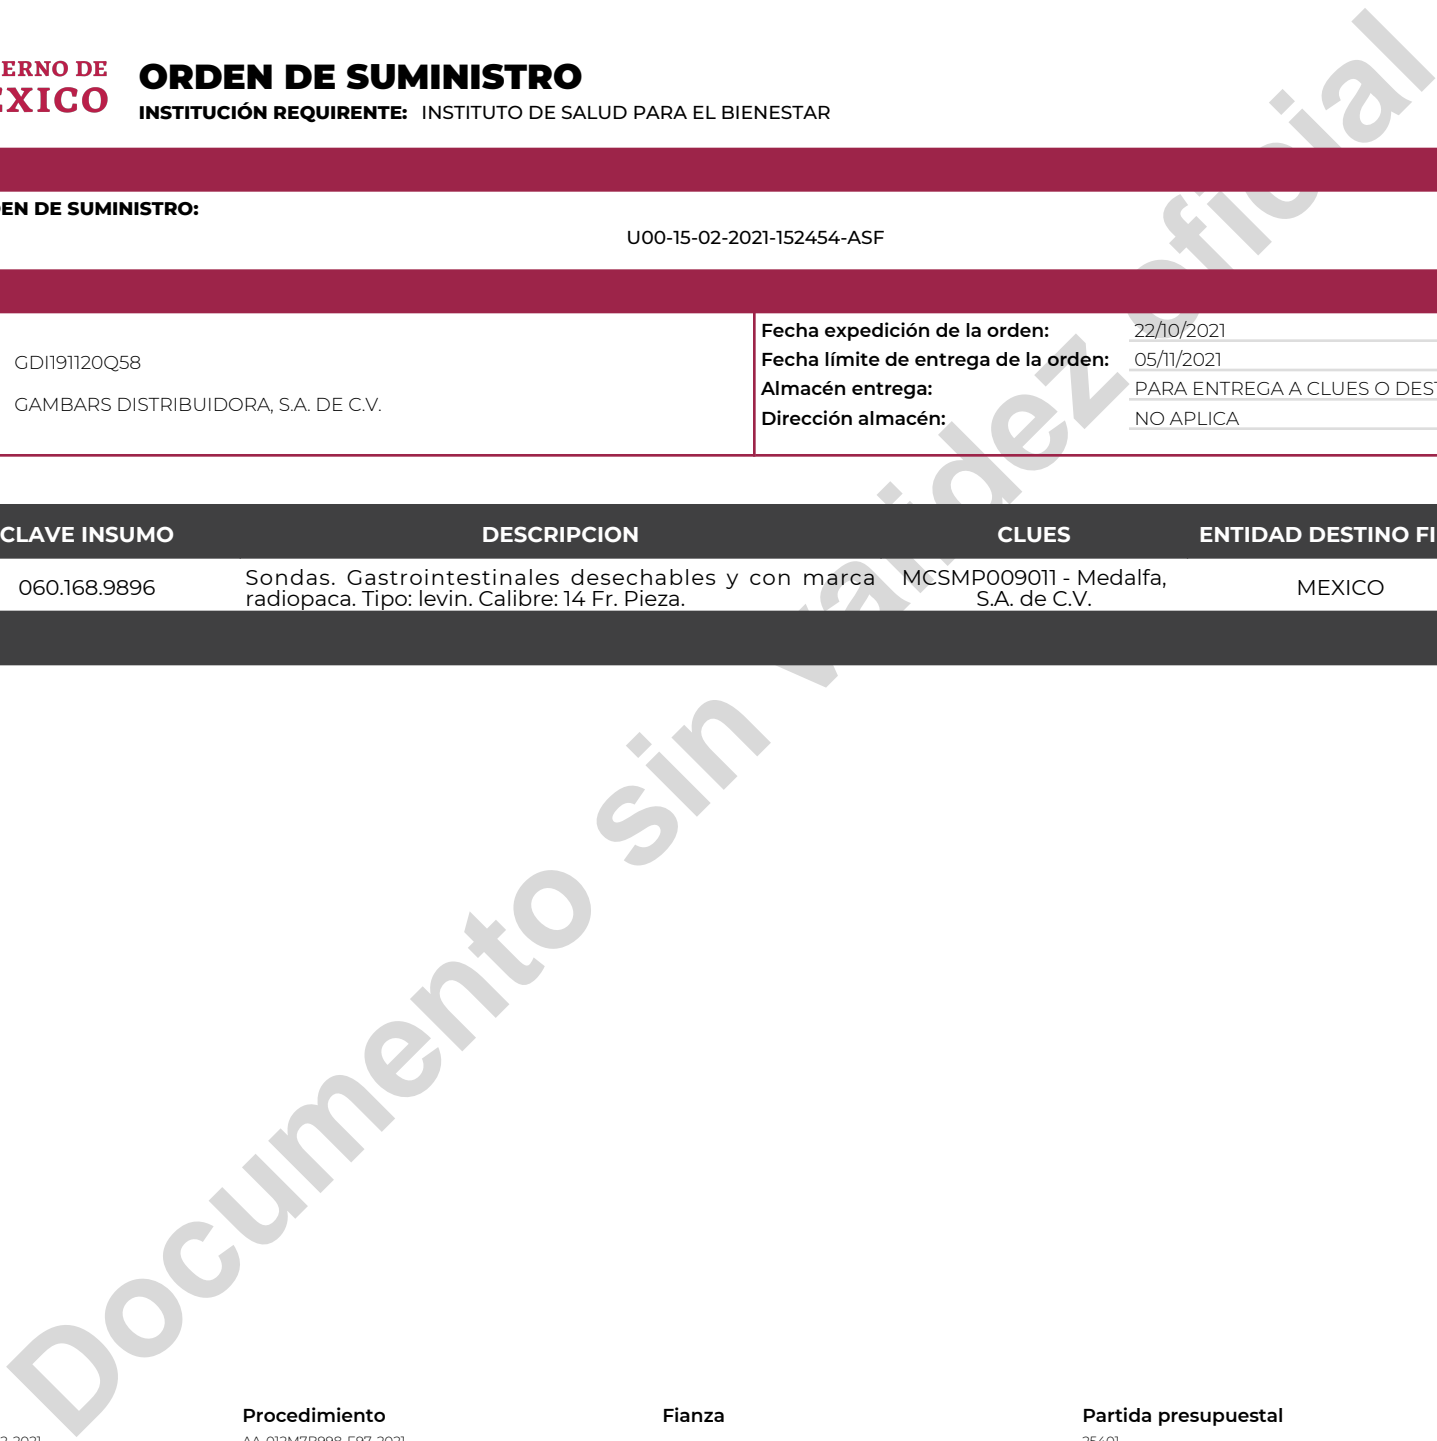 ERNO DE
EXICO
ORDEN DE SUMINISTRO
INSTITUCIÓN REQUIRENTE: INSTITUTO DE SALUD PARA EL BIENESTAR
EN DE SUMINISTRO:
U00-15-02-2021-152454-ASF
GDI191120Q58
GAMBARS DISTRIBUIDORA, S.A. DE C.V.
Fecha expedición de la orden: 22/10/2021
Fecha límite de entrega de la orden: 05/11/2021
Almacén entrega: PARA ENTREGA A CLUES O DEST
Dirección almacén: NO APLICA
CLAVE INSUMO DESCRIPCION CLUES ENTIDAD DESTINO FI
060.168.9896 Sondas. Gastrointestinales desechables y con marca MCSMP009011 - Medalfa, MEXICO
radiopaca. Tipo: levin. Calibre: 14 Fr. Pieza. S.A. de C.V.
Documento sin validez oficial
Procedimiento Fianza Partida presupuestal